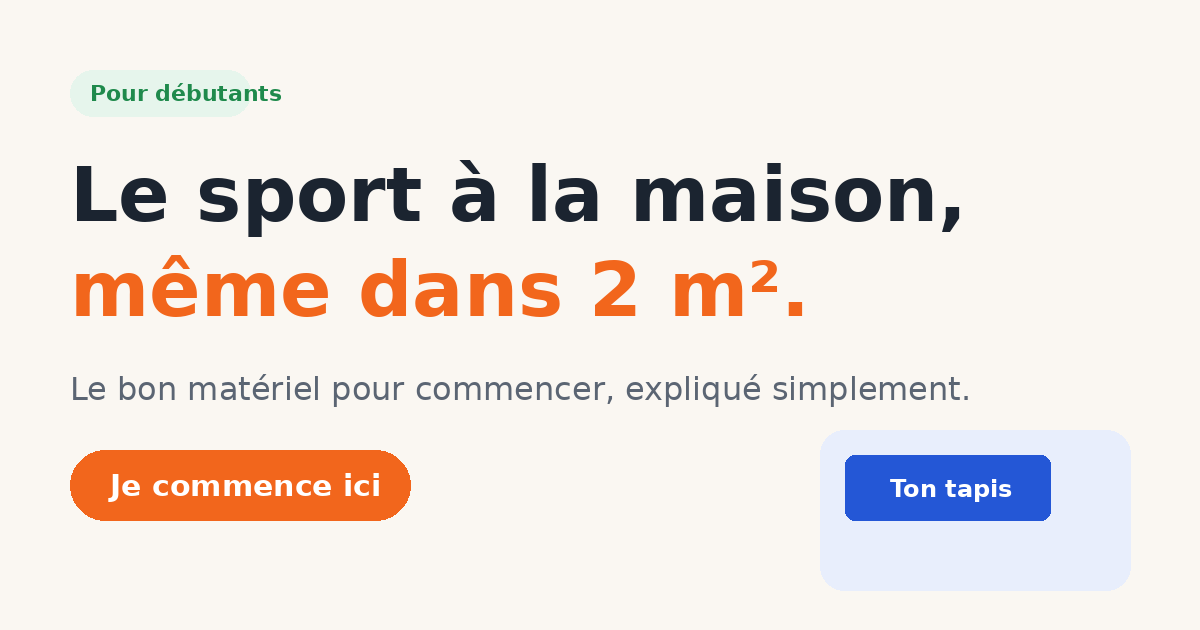 Pour débutants
Le sport à la maison,
même dans 2 m².
Le bon matériel pour commencer, expliqué simplement.
Je commence ici
Ton tapis